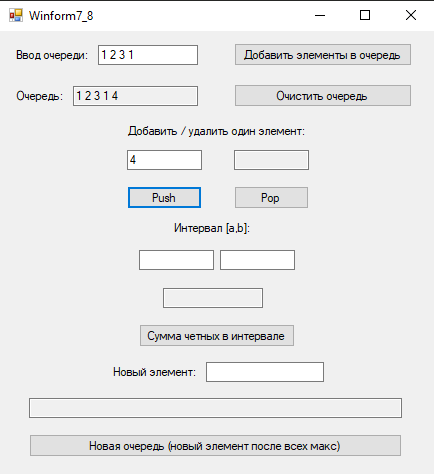 Winform7_8
Ввод очереди: 1 2 3 1 Добавить элементы в очередь
Очередь: 1 2 3 1 4 Очистить очередь
Добавить / удалить один элемент:
4
Push Pop
Интервал [a,b]:
Сумма четных в интервале
Новый элемент:
Новая очередь (новый элемент после всех макс)